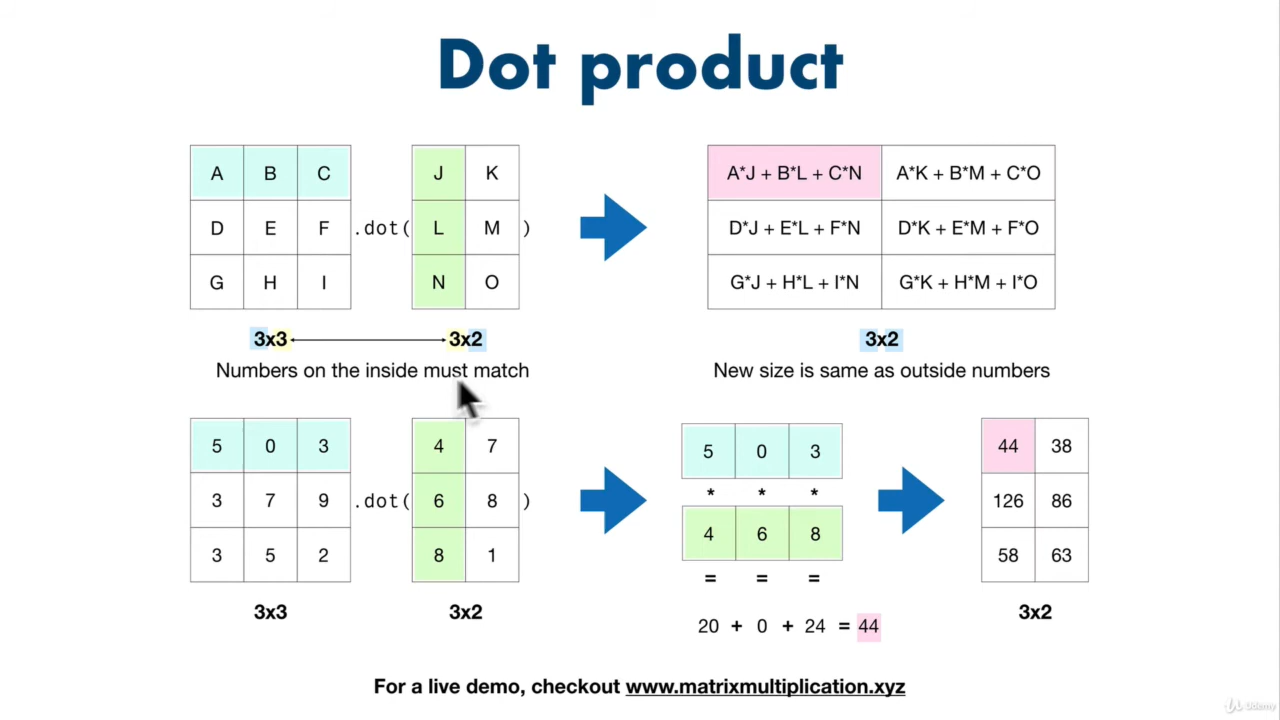 Dot product
A B C J K A*J + B*L + C*N A*K + B*M + C*O
D E F .dot( L M ) D*J + E*L + F*N D*K + E*M + F*O
G H I N O G*J + H*L + I*N G*K + H*M + I*O
3x3 3x2 3x2
Numbers on the inside must match New size is same as outside numbers
5 0 3 4 7 5 0 3 44 38
* * *
3 7 9 .dot( 6 8 ) 126 86
4 6 8
3 5 2 8 1 58 63
= = =
3x3 3x2 3x2
20 + 0 + 24 = 44
For a live demo, checkout www.matrixmultiplication.xyz
Udemy